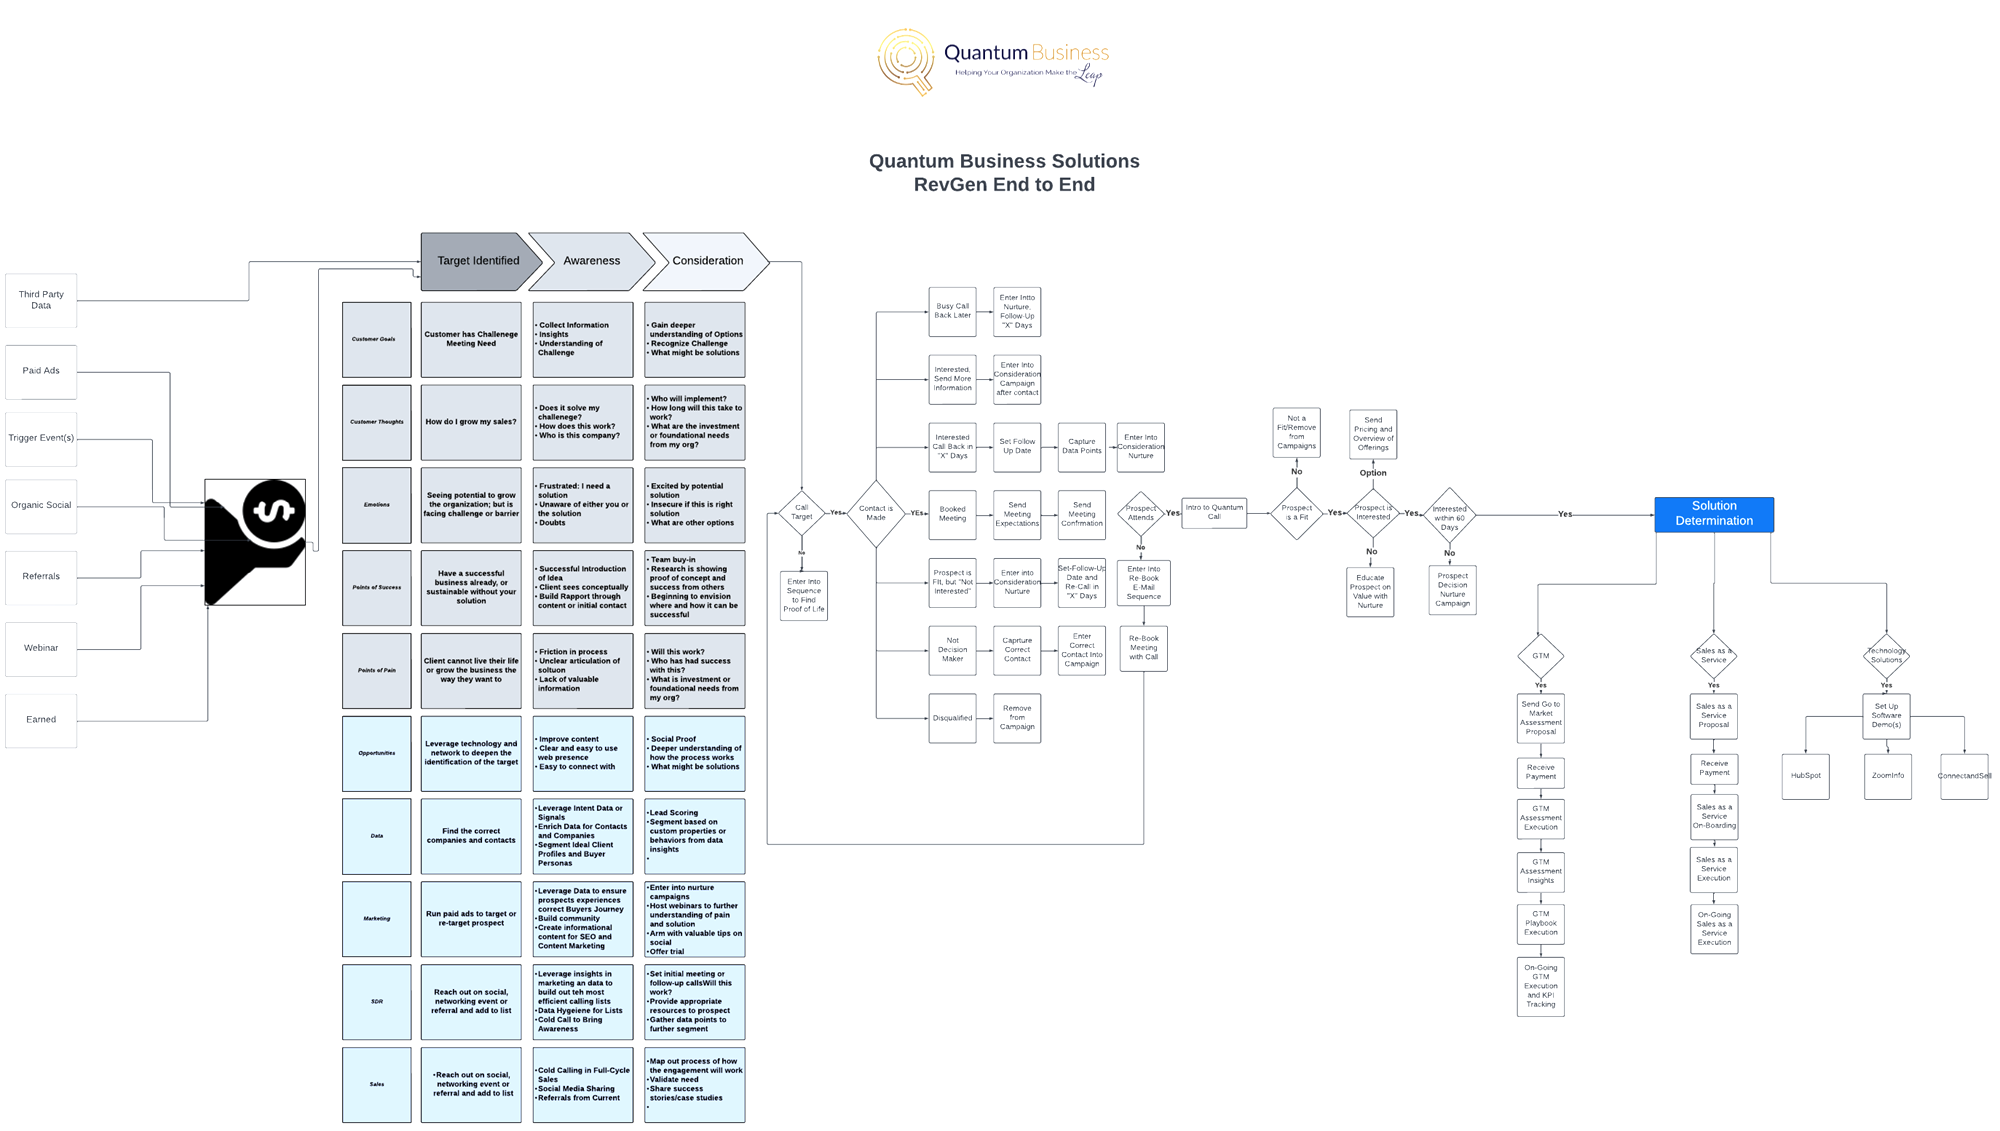 Quantum Business
Helping Your Organization Make the Leap
Quantum Business Solutions
RevGen End to End
Third Party
Data
Paid Ads
Trigger Event(s)
Organic Social
Referrals
Webinar
Earned
Target Identified
Awareness
Consideration
Customer Goals
Customer has Challenege
Meeting Need
• Collect Information
• Insights
• Understanding of
Challenge
• Gain deeper
understanding of Options
• Recognize Challenge
• What might be solutions
Customer Thoughts
How do I grow my sales?
• Does it solve my
challenege?
• How does this work?
• Who is this company?
• Who will implement?
• How long will this take to
work?
• What are the investment
or foundational needs
from my org?
Emotions
Seeing potential to grow
the organization; but is
facing challenge or barrier
• Frustrated: I need a
solution
• Unaware of either you or
the solution
• Doubts
• Excited by potential
solution
• Insecure if this is right
solution
• What are other options
Points of Success
Have a successful
business already, or
sustainable without your
solution
• Successful Introduction
of Idea
• Client sees conceptually
• Build Rapport through
content or initial contact
• Team buy-in
• Research is showing
proof of concept and
success from others
• Beginning to envision
where and how it can be
successful
Points of Pain
Client cannot live their life
or grow the business the
way they want to
• Friction in process
• Unclear articulation of
soltuon
• Lack of valuable
information
• Will this work?
• Who has had success
with this?
• What is investment or
foundational needs from
my org?
Opportunities
Leverage technology and
network to deepen the
identification of the target
• Improve content
• Clear and easy to use
web presence
• Easy to connect with
• Social Proof
• Deeper understanding of
how the process works
• What might be solutions
Data
Find the correct
companies and contacts
• Leverage Intent Data or
Signals
• Enrich Data for Contacts
and Companies
• Segment Ideal Client
Profiles and Buyer
Personas
• Lead Scoring
• Segment based on
custom properties or
behaviors from data
insights
•
Marketing
Run paid ads to target or
re-target prospect
• Leverage Data to ensure
prospects experiences
correct Buyers Journey
• Build community
• Create informational
content for SEO and
Content Marketing
• Enter into nurture
campaigns
• Host webinars to further
understanding of pain
and solution
• Arm with valuable tips on
social
• Offer trial
SDR
Reach out on social,
networking event or
referral and add to list
• Leverage insights in
marketing an data to
build out teh most
efficient calling lists
• Data Hygeiene for Lists
• Cold Call to Bring
Awareness
• Set initial meeting or
follow-up callsWill this
work?
• Provide appropriate
resources to prospect
• Gather data points to
further segment
Sales
• Reach out on social,
networking event or
referral and add to list
• Cold Calling in Full-Cycle
Sales
• Social Media Sharing
• Referrals from Current
• Map out process of how
the engagement will work
• Validate need
• Share success
stories/case studies
•
Call
Target
Yes
No
Enter Into
Sequence
to Find
Proof of Life
Contact is
Made
YEs
Busy Call
Back Later
Enter Intto
Nurture,
Follow-Up
"X" Days
Interested,
Send More
Information
Enter Into
Consideration
Campaign
after contact
Interested
Call Back in
"X" Days
Set Follow
Up Date
Capture
Data Points
Enter Into
Consideration
Nurture
Booked
Meeting
Send
Meeting
Expectations
Send
Meeting
Confirmation
Prospect is
Fit, but "Not
Interested"
Enter into
Consideration
Nurture
Set-Follow-Up
Date and
Re-Call in
"X" Days
Not
Decision
Maker
Caprture
Correct
Contact
Enter
Correct
Contact Into
Campaign
Disqualified
Remove
from
Campaign
Prospect
Attends
Yes
No
Enter Into
Re-Book
E-Mail
Sequence
Re-Book
Meeting
with Call
Intro to Quantum
Call
Prospect
is a Fit
No
Not a
Fit/Remove
from
Campaigns
Yes
Prospect is
Interested
Option
Send
Pricing and
Overview of
Offerings
No
Educate
Prospect on
Value with
Nurture
Yes
Interested
within 60
Days
No
Prospect
Decision
Nurture
Campaign
Yes
Solution
Determination
GTM
Yes
Send Go to
Market
Assessment
Proposal
Receive
Payment
GTM
Assessment
Execution
GTM
Assessment
Insights
GTM
Playbook
Execution
On-Going
GTM
Execution
and KPI
Tracking
Sales as a
Service
Yes
Sales as a
Service
Proposal
Receive
Payment
Sales as a
Service
On-Boarding
Sales as a
Service
Execution
On-Going
Sales as a
Service
Execution
Technology
Solutions
Yes
Set Up
Software
Demo(s)
HubSpot
ZoomInfo
ConnectandSell